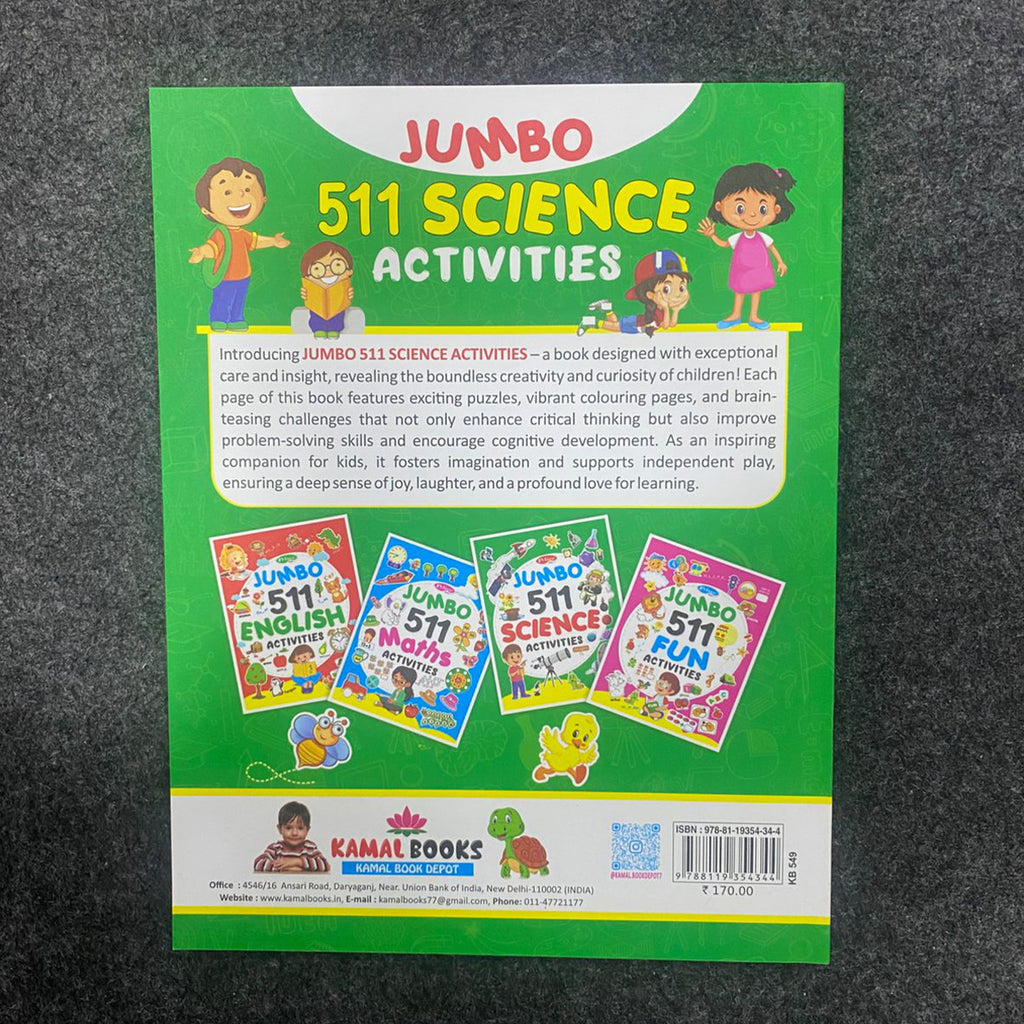 JUMBO
511 SCIENCE
ACTIVITIES
Introducing JUMBO 511 SCIENCE ACTIVITIES – a book designed with exceptional
care and insight, revealing the boundless creativity and curiosity of children! Each
page of this book features exciting puzzles, vibrant colouring pages, and brain-
teasing challenges that not only enhance critical thinking but also improve
problem-solving skills and encourage cognitive development. As an inspiring
companion for kids, it fosters imagination and supports independent play,
ensuring a deep sense of joy, laughter, and a profound love for learning.
JUMBO
511
ENGLISH
ACTIVITIES
JUMBO
511
Maths
ACTIVITIES
JUMBO
511
SCIENCE
ACTIVITIES
JUMBO
511
FUN
ACTIVITIES
KAMAL BOOKS
KAMAL BOOK DEPOT
Office : 4546/16 Ansari Road, Daryaganj, Near. Union Bank of India, New Delhi-110002 (INDIA)
Website : www.kamalbooks.in, E-mail : kamalbooks77@gmail.com, Phone: 011-47721177
@KAMAL.BOOKDEPOT7
ISBN : 978-81-19354-34-4
9 788119 354344
₹ 170.00
KB 549